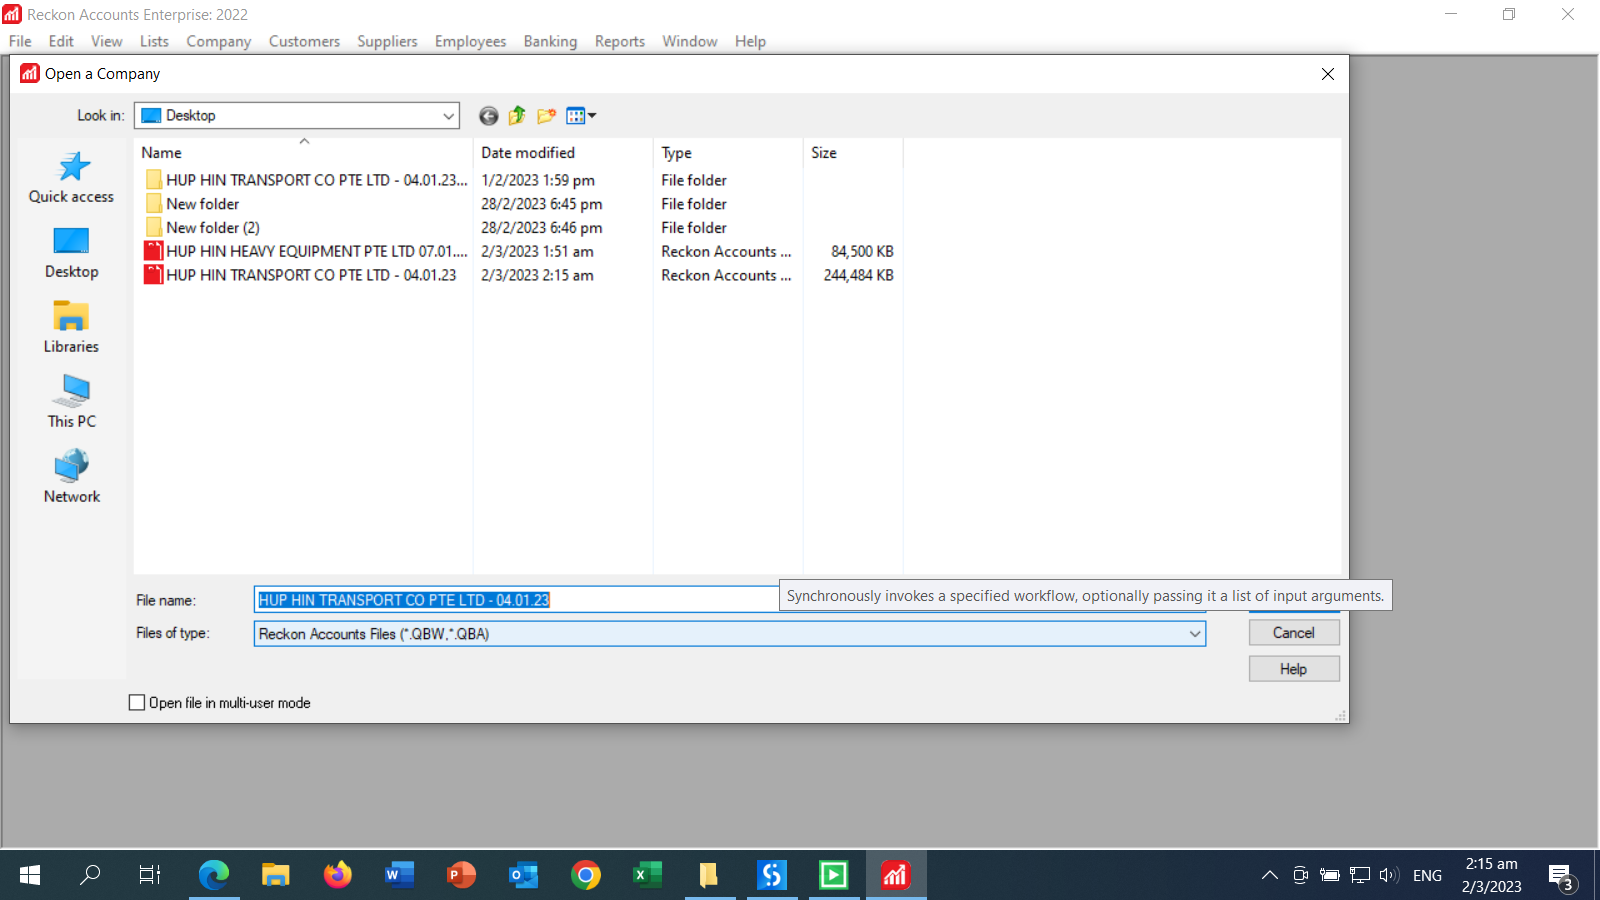 Reckon Accounts Enterprise: 2022
File Edit View Lists Company Customers Suppliers Employees Banking Reports Window Help
Open a Company
Look in: Desktop
Name Date modified Type Size
HUP HIN TRANSPORT CO PTE LTD - 04.01.23... 1/2/2023 1:59 pm File folder
New folder 28/2/2023 6:45 pm File folder
New folder (2) 28/2/2023 6:46 pm File folder
HUP HIN HEAVY EQUIPMENT PTE LTD 07.01.... 2/3/2023 1:51 am Reckon Accounts ... 84,500 KB
HUP HIN TRANSPORT CO PTE LTD - 04.01.23 2/3/2023 2:15 am Reckon Accounts ... 244,484 KB
Quick access
Desktop
Libraries
This PC
Network
File name: HUP HIN TRANSPORT CO PTE LTD - 04.01.23
Synchronously invokes a specified workflow, optionally passing it a list of input arguments.
Files of type: Reckon Accounts Files (*.QBW,*.QBA)
Cancel
Help
Open file in multi-user mode
ENG
2:15 am
2/3/2023
3